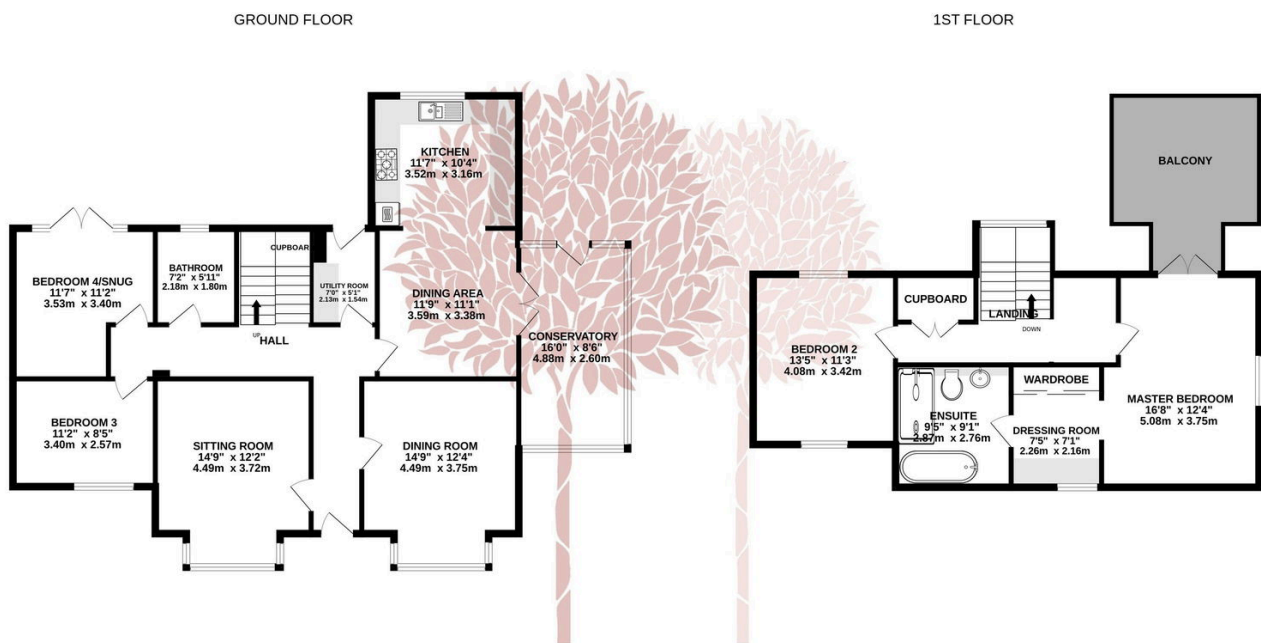 GROUND FLOOR
1ST FLOOR
KITCHEN
11'7" x 10'4"
3.52m x 3.16m
BEDROOM 4/SNUG
11'7" x 11'2"
3.53m x 3.40m
BATHROOM
7'2" x 5'11"
2.18m x 1.80m
CUPBOAR
UTILITY ROOM
7'0" x 5'1"
2.13m x 1.54m
DINING AREA
11'9" x 11'1"
3.59m x 3.38m
CONSERVATORY
16'0" x 8'6"
4.88m x 2.60m
UP
HALL
BEDROOM 3
11'2" x 8'5"
3.40m x 2.57m
SITTING ROOM
14'9" x 12'2"
4.49m x 3.72m
DINING ROOM
14'9" x 12'4"
4.49m x 3.75m
BALCONY
CUPBOARD
LANDING
DOWN
BEDROOM 2
13'5" x 11'3"
4.08m x 3.42m
WARDROBE
ENSUITE
9'5" x 9'1"
2.87m x 2.76m
DRESSING ROOM
7'5" x 7'1"
2.26m x 2.16m
MASTER BEDROOM
16'8" x 12'4"
5.08m x 3.75m